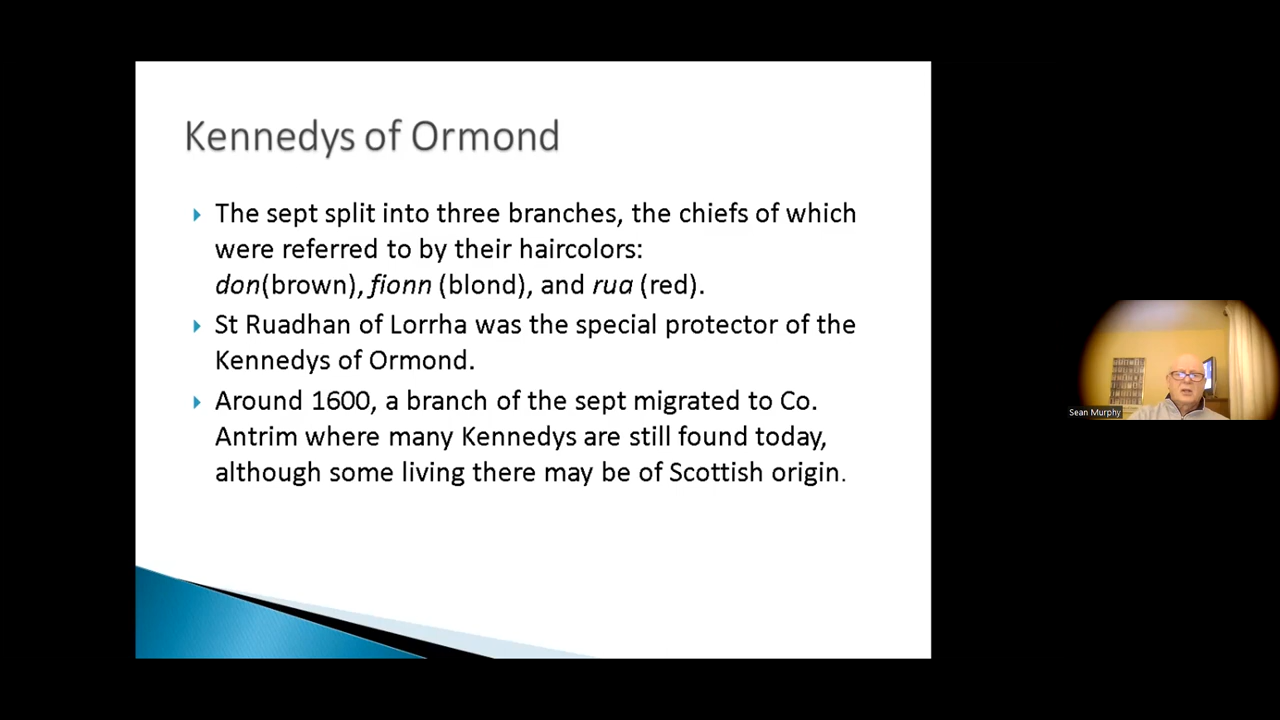 Kennedys of Ormond
The sept split into three branches, the chiefs of which
were referred to by their haircolors:
don(brown), fionn (blond), and rua (red).
St Ruadhan of Lorrha was the special protector of the
Kennedys of Ormond.
Around 1600, a branch of the sept migrated to Co.
Antrim where many Kennedys are still found today,
although some living there may be of Scottish origin.
Sean Murphy